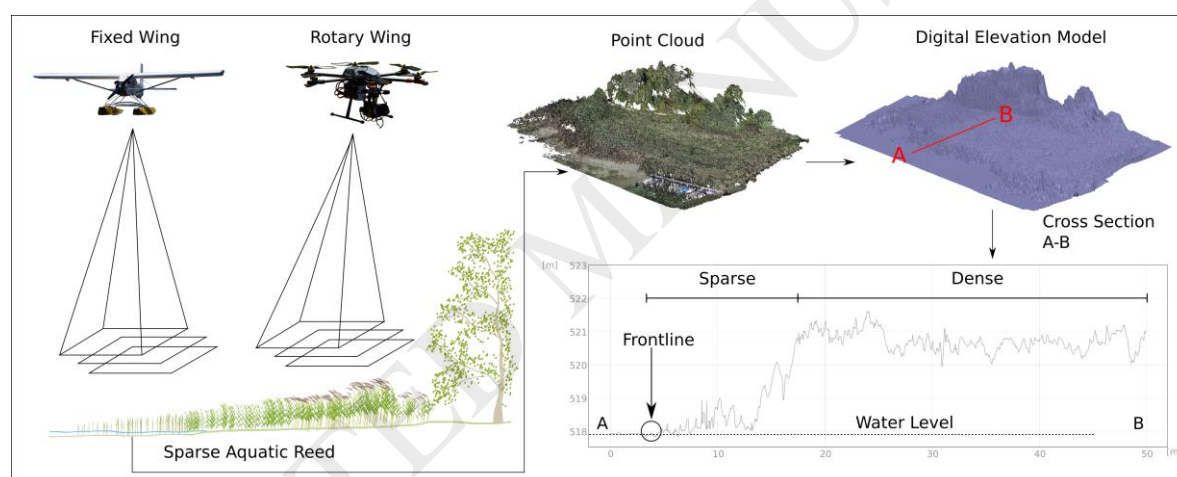 Fixed Wing
Rotary Wing
Point Cloud
Digital Elevation Model
A
B
Cross Section
A-B
Sparse Aquatic Reed
[m]
523
522
521
520
519
518
Sparse
Dense
Frontline
A
Water Level
B
0
10
20
30
40
50